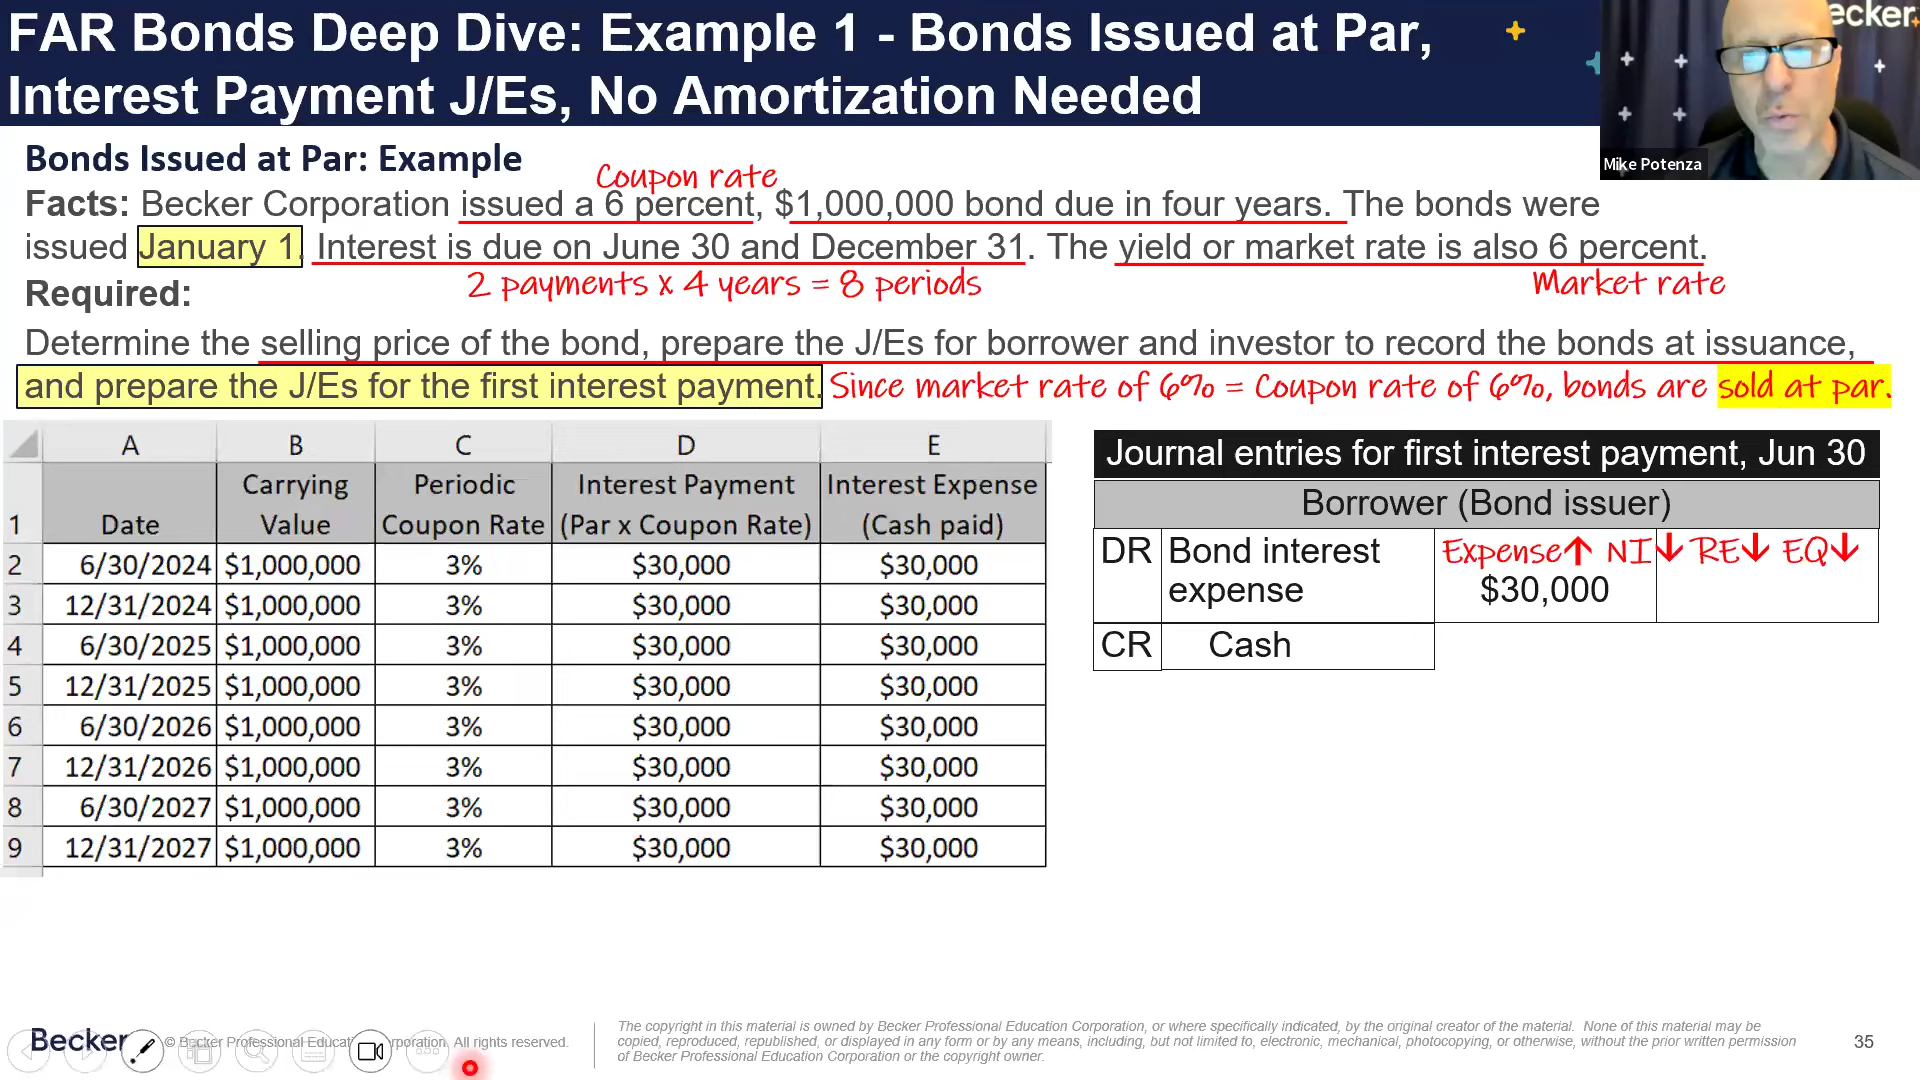 FAR Bonds Deep Dive: Example 1 - Bonds Issued at Par,
Interest Payment J/Es, No Amortization Needed
ecker
Mike Potenza
Bonds Issued at Par: Example
Coupon rate
Facts: Becker Corporation issued a 6 percent, $1,000,000 bond due in four years. The bonds were
issued January 1. Interest is due on June 30 and December 31. The yield or market rate is also 6 percent.
2 payments x 4 years = 8 periods
Market rate
Required:
Determine the selling price of the bond, prepare the J/Es for borrower and investor to record the bonds at issuance,
and prepare the J/Es for the first interest payment. Since market rate of 6% = Coupon rate of 6%, bonds are sold at par.
A B C D E
1 Date Carrying Value Periodic Coupon Rate Interest Payment (Par x Coupon Rate) Interest Expense (Cash paid)
2 6/30/2024 $1,000,000 3% $30,000 $30,000
3 12/31/2024 $1,000,000 3% $30,000 $30,000
4 6/30/2025 $1,000,000 3% $30,000 $30,000
5 12/31/2025 $1,000,000 3% $30,000 $30,000
6 6/30/2026 $1,000,000 3% $30,000 $30,000
7 12/31/2026 $1,000,000 3% $30,000 $30,000
8 6/30/2027 $1,000,000 3% $30,000 $30,000
9 12/31/2027 $1,000,000 3% $30,000 $30,000
Journal entries for first interest payment, Jun 30
Borrower (Bond issuer)
DR Bond interest Expense↑ NI↓ RE↓ EQ↓
expense $30,000
CR Cash
Becker
© Becker Professional Education Corporation. All rights reserved.
The copyright in this material is owned by Becker Professional Education Corporation, or where specifically indicated, by the original creator of the material. None of this material may be
copied, reproduced, republished, or displayed in any form or by any means, including, but not limited to, electronic, mechanical, photocopying, or otherwise, without the prior written permission
of Becker Professional Education Corporation or the copyright owner.
35